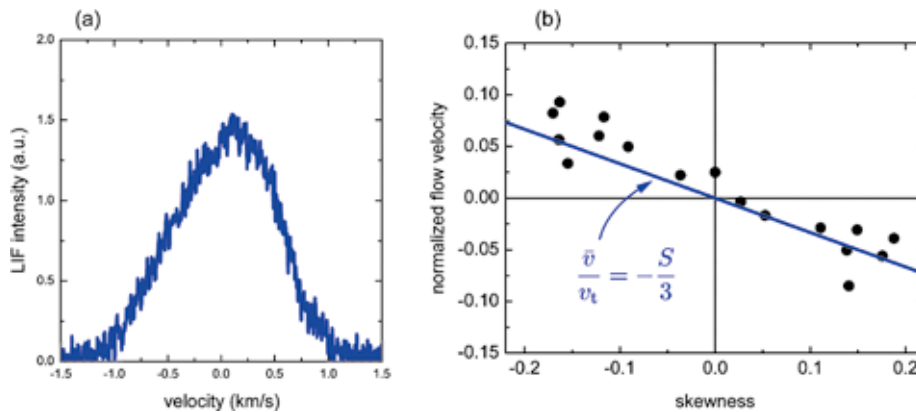 (a)
2.0
1.5
1.0
0.5
0.0
LIF intensity (a.u.)
-1.5 -1.0 -0.5 0.0 0.5 1.0 1.5
velocity (km/s)
(b)
0.15
0.10
0.05
0.00
-0.05
-0.10
-0.15
normalized flow velocity
v̄/vt = -S/3
-0.2 -0.1 0.0 0.1 0.2
skewness